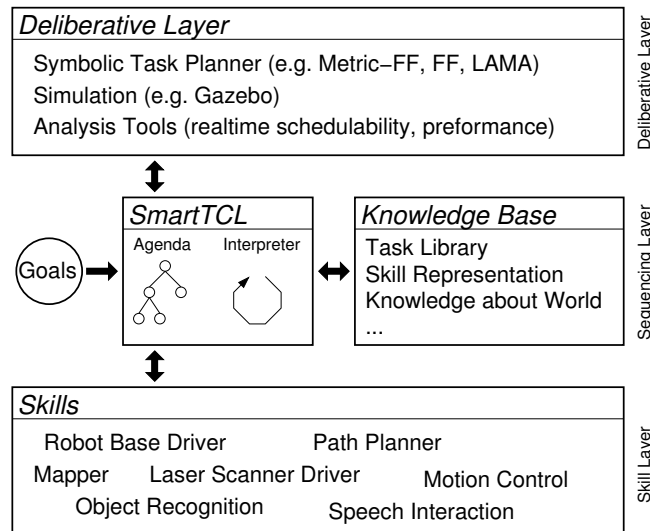 Deliberative Layer
Symbolic Task Planner (e.g. Metric−FF, FF, LAMA)
Simulation (e.g. Gazebo)
Analysis Tools (realtime schedulability, preformance)
Deliberative Layer
Goals
SmartTCL
Agenda Interpreter
Knowledge Base
Task Library
Skill Representation
Knowledge about World
...
Sequencing Layer
Skills
Robot Base Driver Path Planner
Mapper Laser Scanner Driver Motion Control
Object Recognition Speech Interaction
Skill Layer